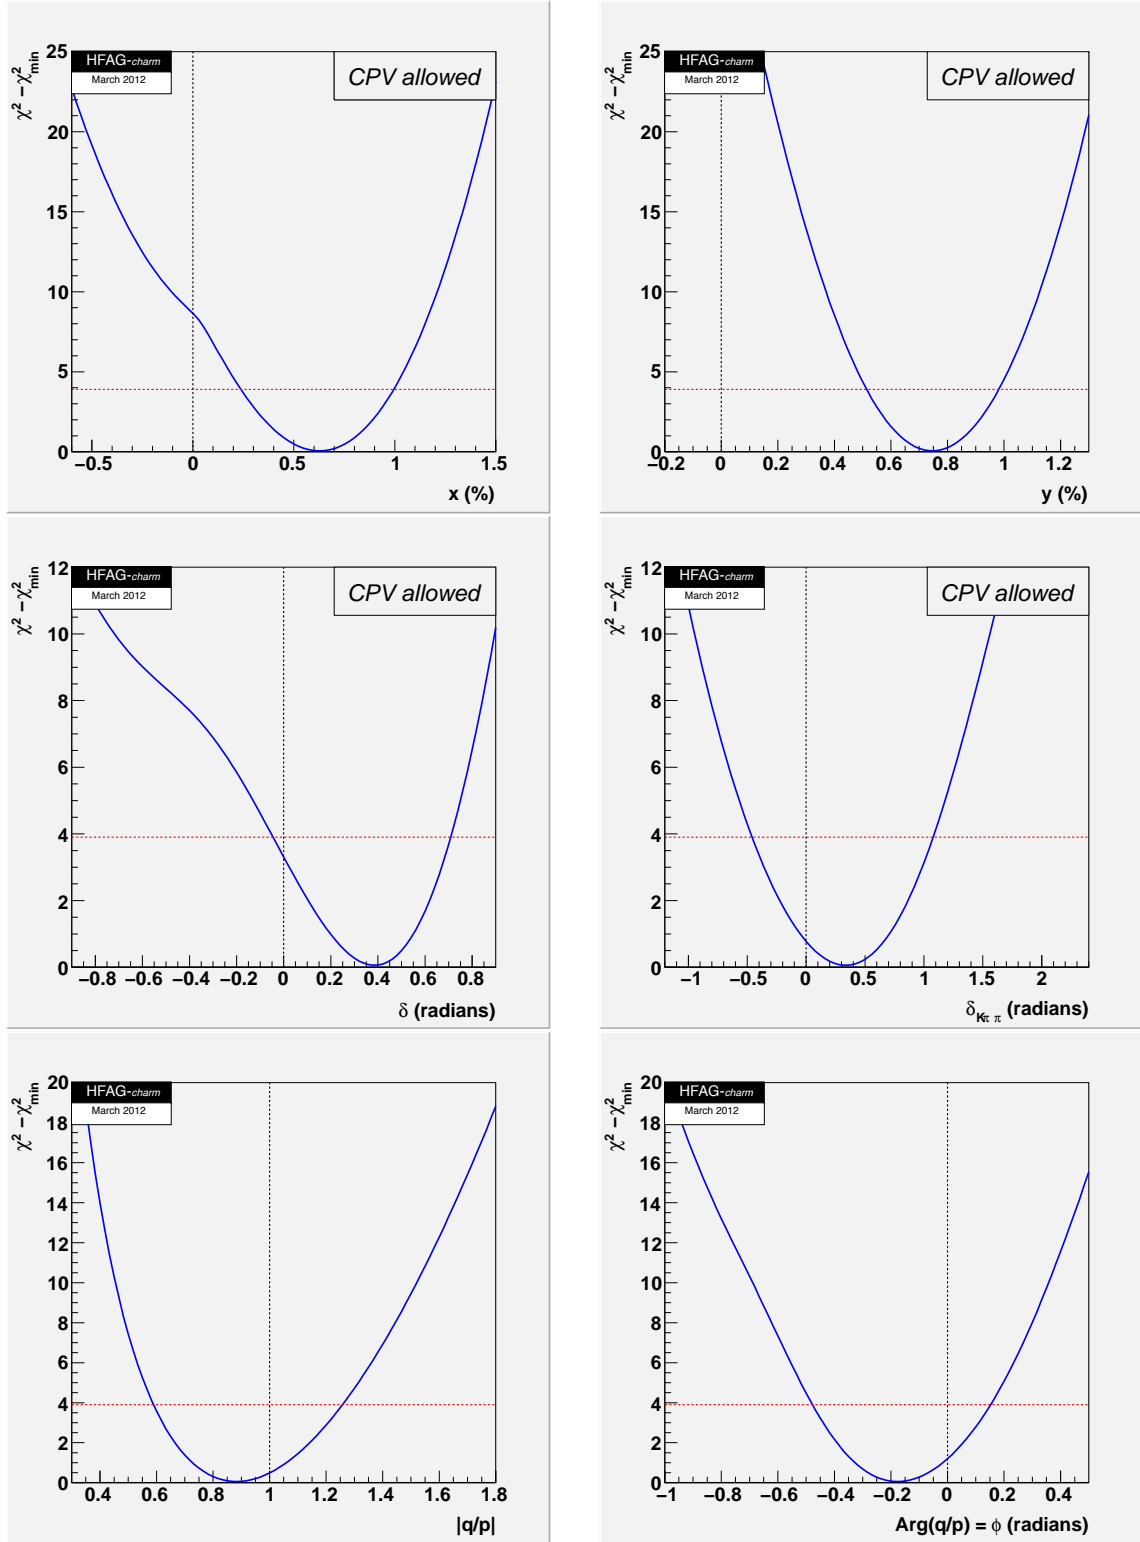 χ² – χ²min
25
20
15
10
5
0
HFAG-charm
March 2012
CPV allowed
−0.5 0 0.5 1 1.5
x (%)
χ² – χ²min
25
20
15
10
5
0
HFAG-charm
March 2012
CPV allowed
−0.2 0 0.2 0.4 0.6 0.8 1 1.2
y (%)
χ² – χ²min
12
10
8
6
4
2
0
HFAG-charm
March 2012
CPV allowed
−0.8 −0.6 −0.4 −0.2 0 0.2 0.4 0.6 0.8
δ (radians)
χ² – χ²min
12
10
8
6
4
2
0
HFAG-charm
March 2012
CPV allowed
−1 −0.5 0 0.5 1 1.5 2
δKπ π (radians)
χ² – χ²min
20
18
16
14
12
10
8
6
4
2
0
HFAG-charm
March 2012
0.4 0.6 0.8 1 1.2 1.4 1.6 1.8
|q/p|
χ² – χ²min
20
18
16
14
12
10
8
6
4
2
0
HFAG-charm
March 2012
−1 −0.8 −0.6 −0.4 −0.2 0 0.2 0.4
Arg(q/p) = ϕ (radians)